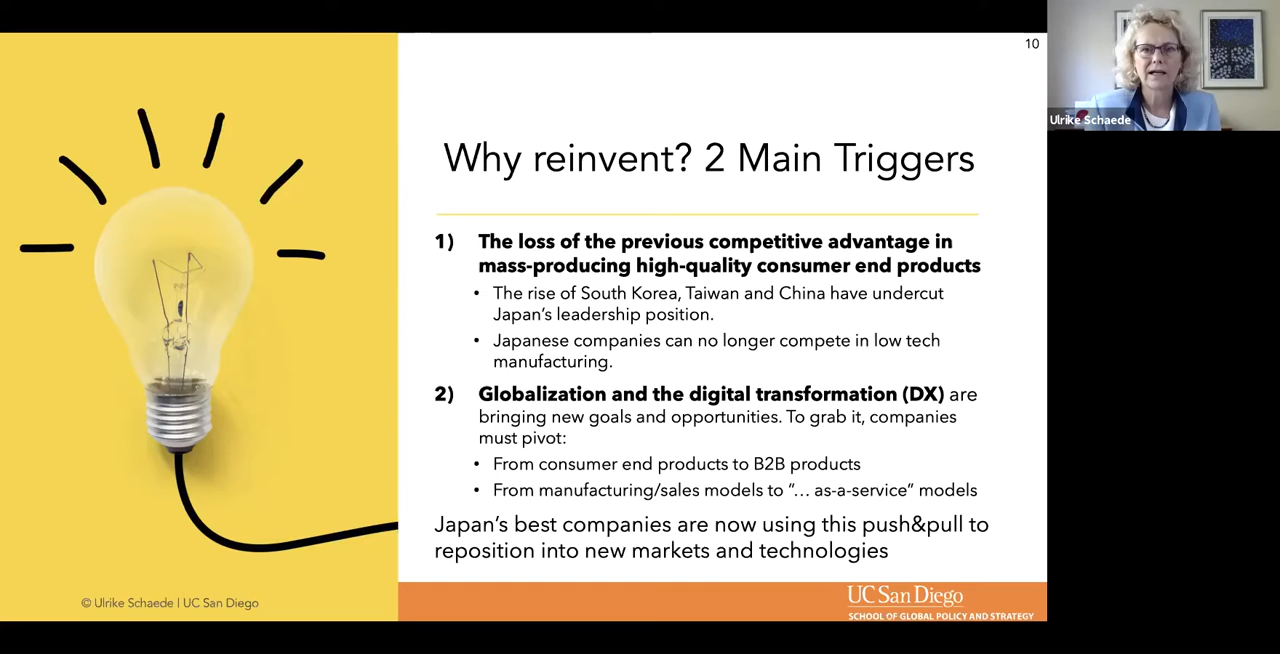 10
Ulrike Schaede
Why reinvent? 2 Main Triggers
1) The loss of the previous competitive advantage in
mass-producing high-quality consumer end products
• The rise of South Korea, Taiwan and China have undercut
Japan’s leadership position.
• Japanese companies can no longer compete in low tech
manufacturing.
2) Globalization and the digital transformation (DX) are
bringing new goals and opportunities. To grab it, companies
must pivot:
• From consumer end products to B2B products
• From manufacturing/sales models to “… as-a-service” models
Japan’s best companies are now using this push&pull to
reposition into new markets and technologies
© Ulrike Schaede | UC San Diego
UC San Diego
SCHOOL OF GLOBAL POLICY AND STRATEGY